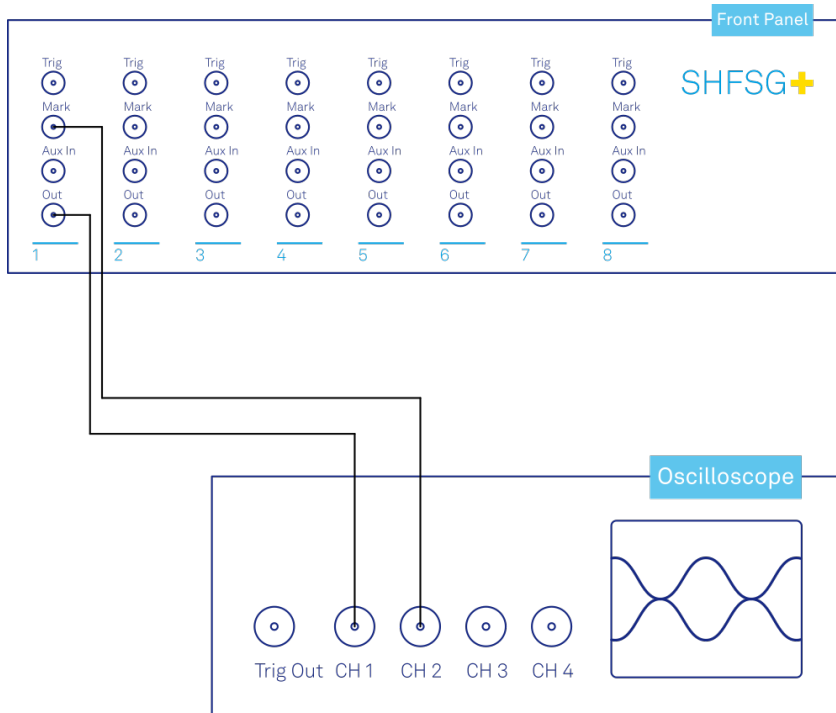 Front Panel
SHFSG+
Trig Trig Trig Trig Trig Trig Trig Trig
Mark Mark Mark Mark Mark Mark Mark Mark
Aux In Aux In Aux In Aux In Aux In Aux In Aux In Aux In
Out Out Out Out Out Out Out Out
1 2 3 4 5 6 7 8
Oscilloscope
Trig Out CH 1 CH 2 CH 3 CH 4